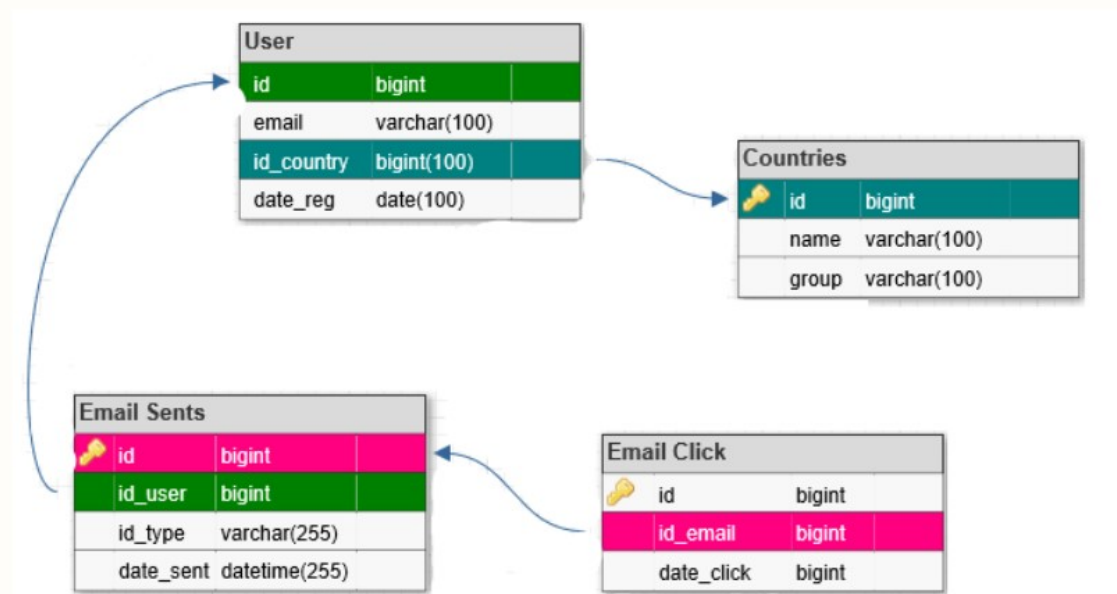 User
id bigint
email varchar(100)
id_country bigint(100)
date_reg date(100)
Countries
id bigint
name varchar(100)
group varchar(100)
Email Sents
id bigint
id_user bigint
id_type varchar(255)
date_sent datetime(255)
Email Click
id bigint
id_email bigint
date_click bigint